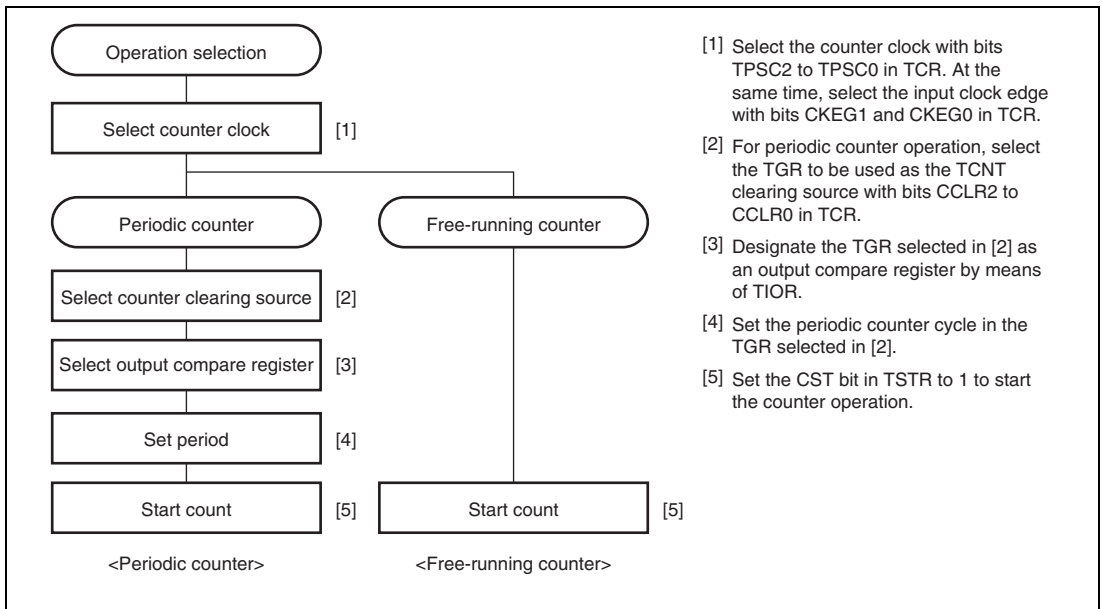 Operation selection
Select counter clock
[1]
Periodic counter
Free-running counter
Select counter clearing source
[2]
Select output compare register
[3]
Set period
[4]
Start count
[5]
Start count
[5]
<Periodic counter>
<Free-running counter>
[1] Select the counter clock with bits
TPSC2 to TPSC0 in TCR. At the
same time, select the input clock edge
with bits CKEG1 and CKEG0 in TCR.
[2] For periodic counter operation, select
the TGR to be used as the TCNT
clearing source with bits CCLR2 to
CCLR0 in TCR.
[3] Designate the TGR selected in [2] as
an output compare register by means
of TIOR.
[4] Set the periodic counter cycle in the
TGR selected in [2].
[5] Set the CST bit in TSTR to 1 to start
the counter operation.